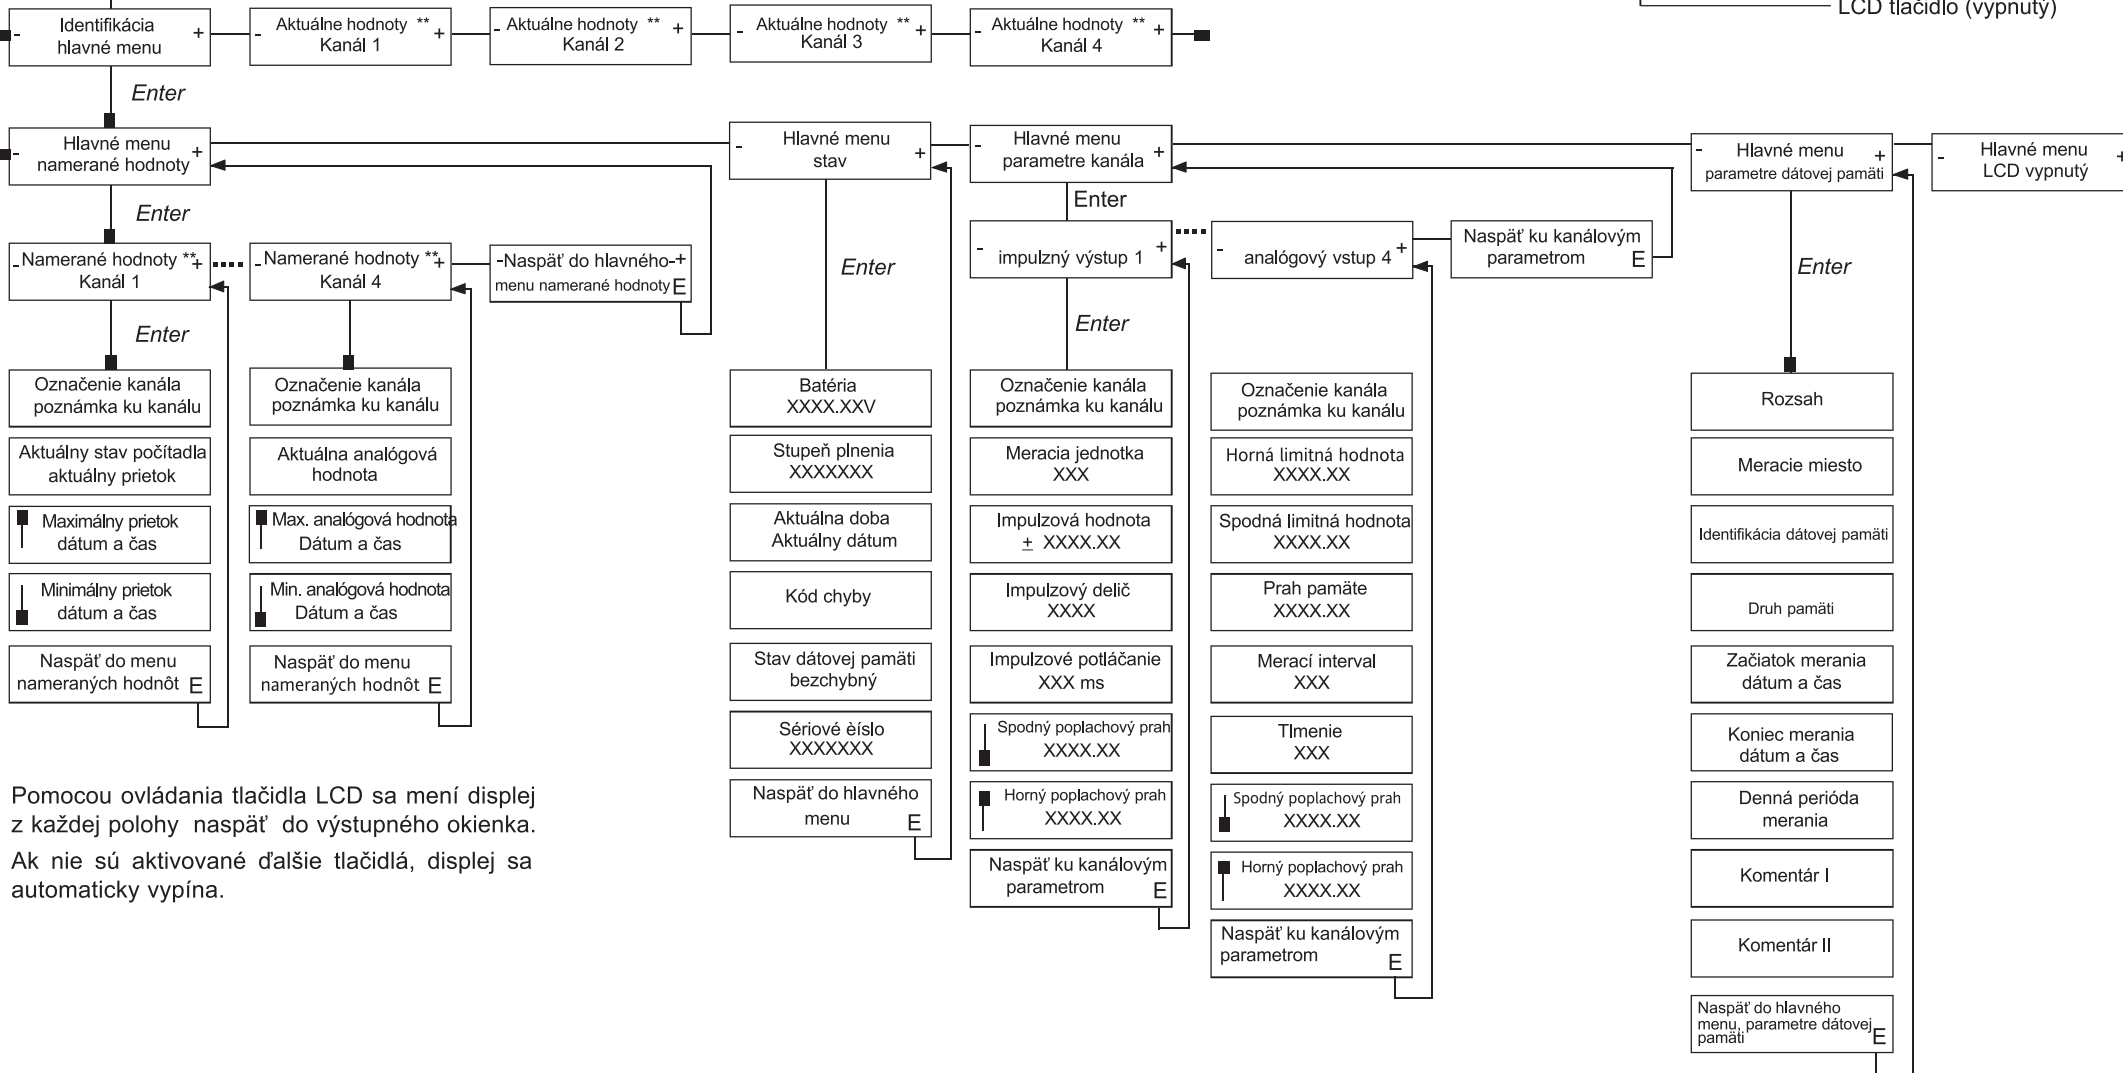 LCD tlačidlo (vypnutý)
- Identifikácia +
hlavné menu
- Aktuálne hodnoty ** +
Kanál 1
- Aktuálne hodnoty ** +
Kanál 2
- Aktuálne hodnoty ** +
Kanál 3
- Aktuálne hodnoty ** +
Kanál 4
Enter
- Hlavné menu +
namerané hodnoty
- Hlavné menu +
stav
- Hlavné menu +
parametre kanála
- Hlavné menu +
parametre dátovej pamäti
- Hlavné menu +
LCD vypnutý
Enter
- Namerané hodnoty ** +
Kanál 1
- Namerané hodnoty ** +
Kanál 4
-Naspäť do hlavného-+
menu namerané hodnoty E
Enter
Označenie kanála
poznámka ku kanálu
Aktuálny stav počítadla
aktuálny prietok
Maximálny prietok
dátum a čas
Minimálny prietok
dátum a čas
Naspäť do menu
nameraných hodnôt E
Označenie kanála
poznámka ku kanálu
Aktuálna analógová
hodnota
Max. analógová hodnota
Dátum a čas
Min. analógová hodnota
Dátum a čas
Naspäť do menu
nameraných hodnôt E
Enter
Batéria
XXXX.XXV
Stupeň plnenia
XXXXXXX
Aktuálna doba
Aktuálny dátum
Kód chyby
Stav dátovej pamäti
bezchybný
Sériové èíslo
XXXXXXX
Naspäť do hlavného
menu E
Enter
- impulzný výstup 1 +
- analógový vstup 4 +
Naspäť ku kanálovým
parametrom E
Enter
Označenie kanála
poznámka ku kanálu
Meracia jednotka
XXX
Impulzová hodnota
± XXXX.XX
Impulzový delič
XXXX
Impulzové potláčanie
XXX ms
Spodný poplachový prah
XXXX.XX
Horný poplachový prah
XXXX.XX
Naspäť ku kanálovým
parametrom E
Označenie kanála
poznámka ku kanálu
Horná limitná hodnota
XXXX.XX
Spodná limitná hodnota
XXXX.XX
Prah pamäte
XXXX.XX
Merací interval
XXX
Tlmenie
XXX
Spodný poplachový prah
XXXX.XX
Horný poplachový prah
XXXX.XX
Naspäť ku kanálovým
parametrom E
Enter
Rozsah
Meracie miesto
Identifikácia dátovej pamäti
Druh pamäti
Začiatok merania
dátum a čas
Koniec merania
dátum a čas
Denná perióda
merania
Komentár I
Komentár II
Naspäť do hlavného
menu, parametre dátovej
pamäti E
Pomocou ovládania tlačidla LCD sa mení displej
z každej polohy naspäť do výstupného okienka.
Ak nie sú aktivované ďalšie tlačidlá, displej sa
automaticky vypína.